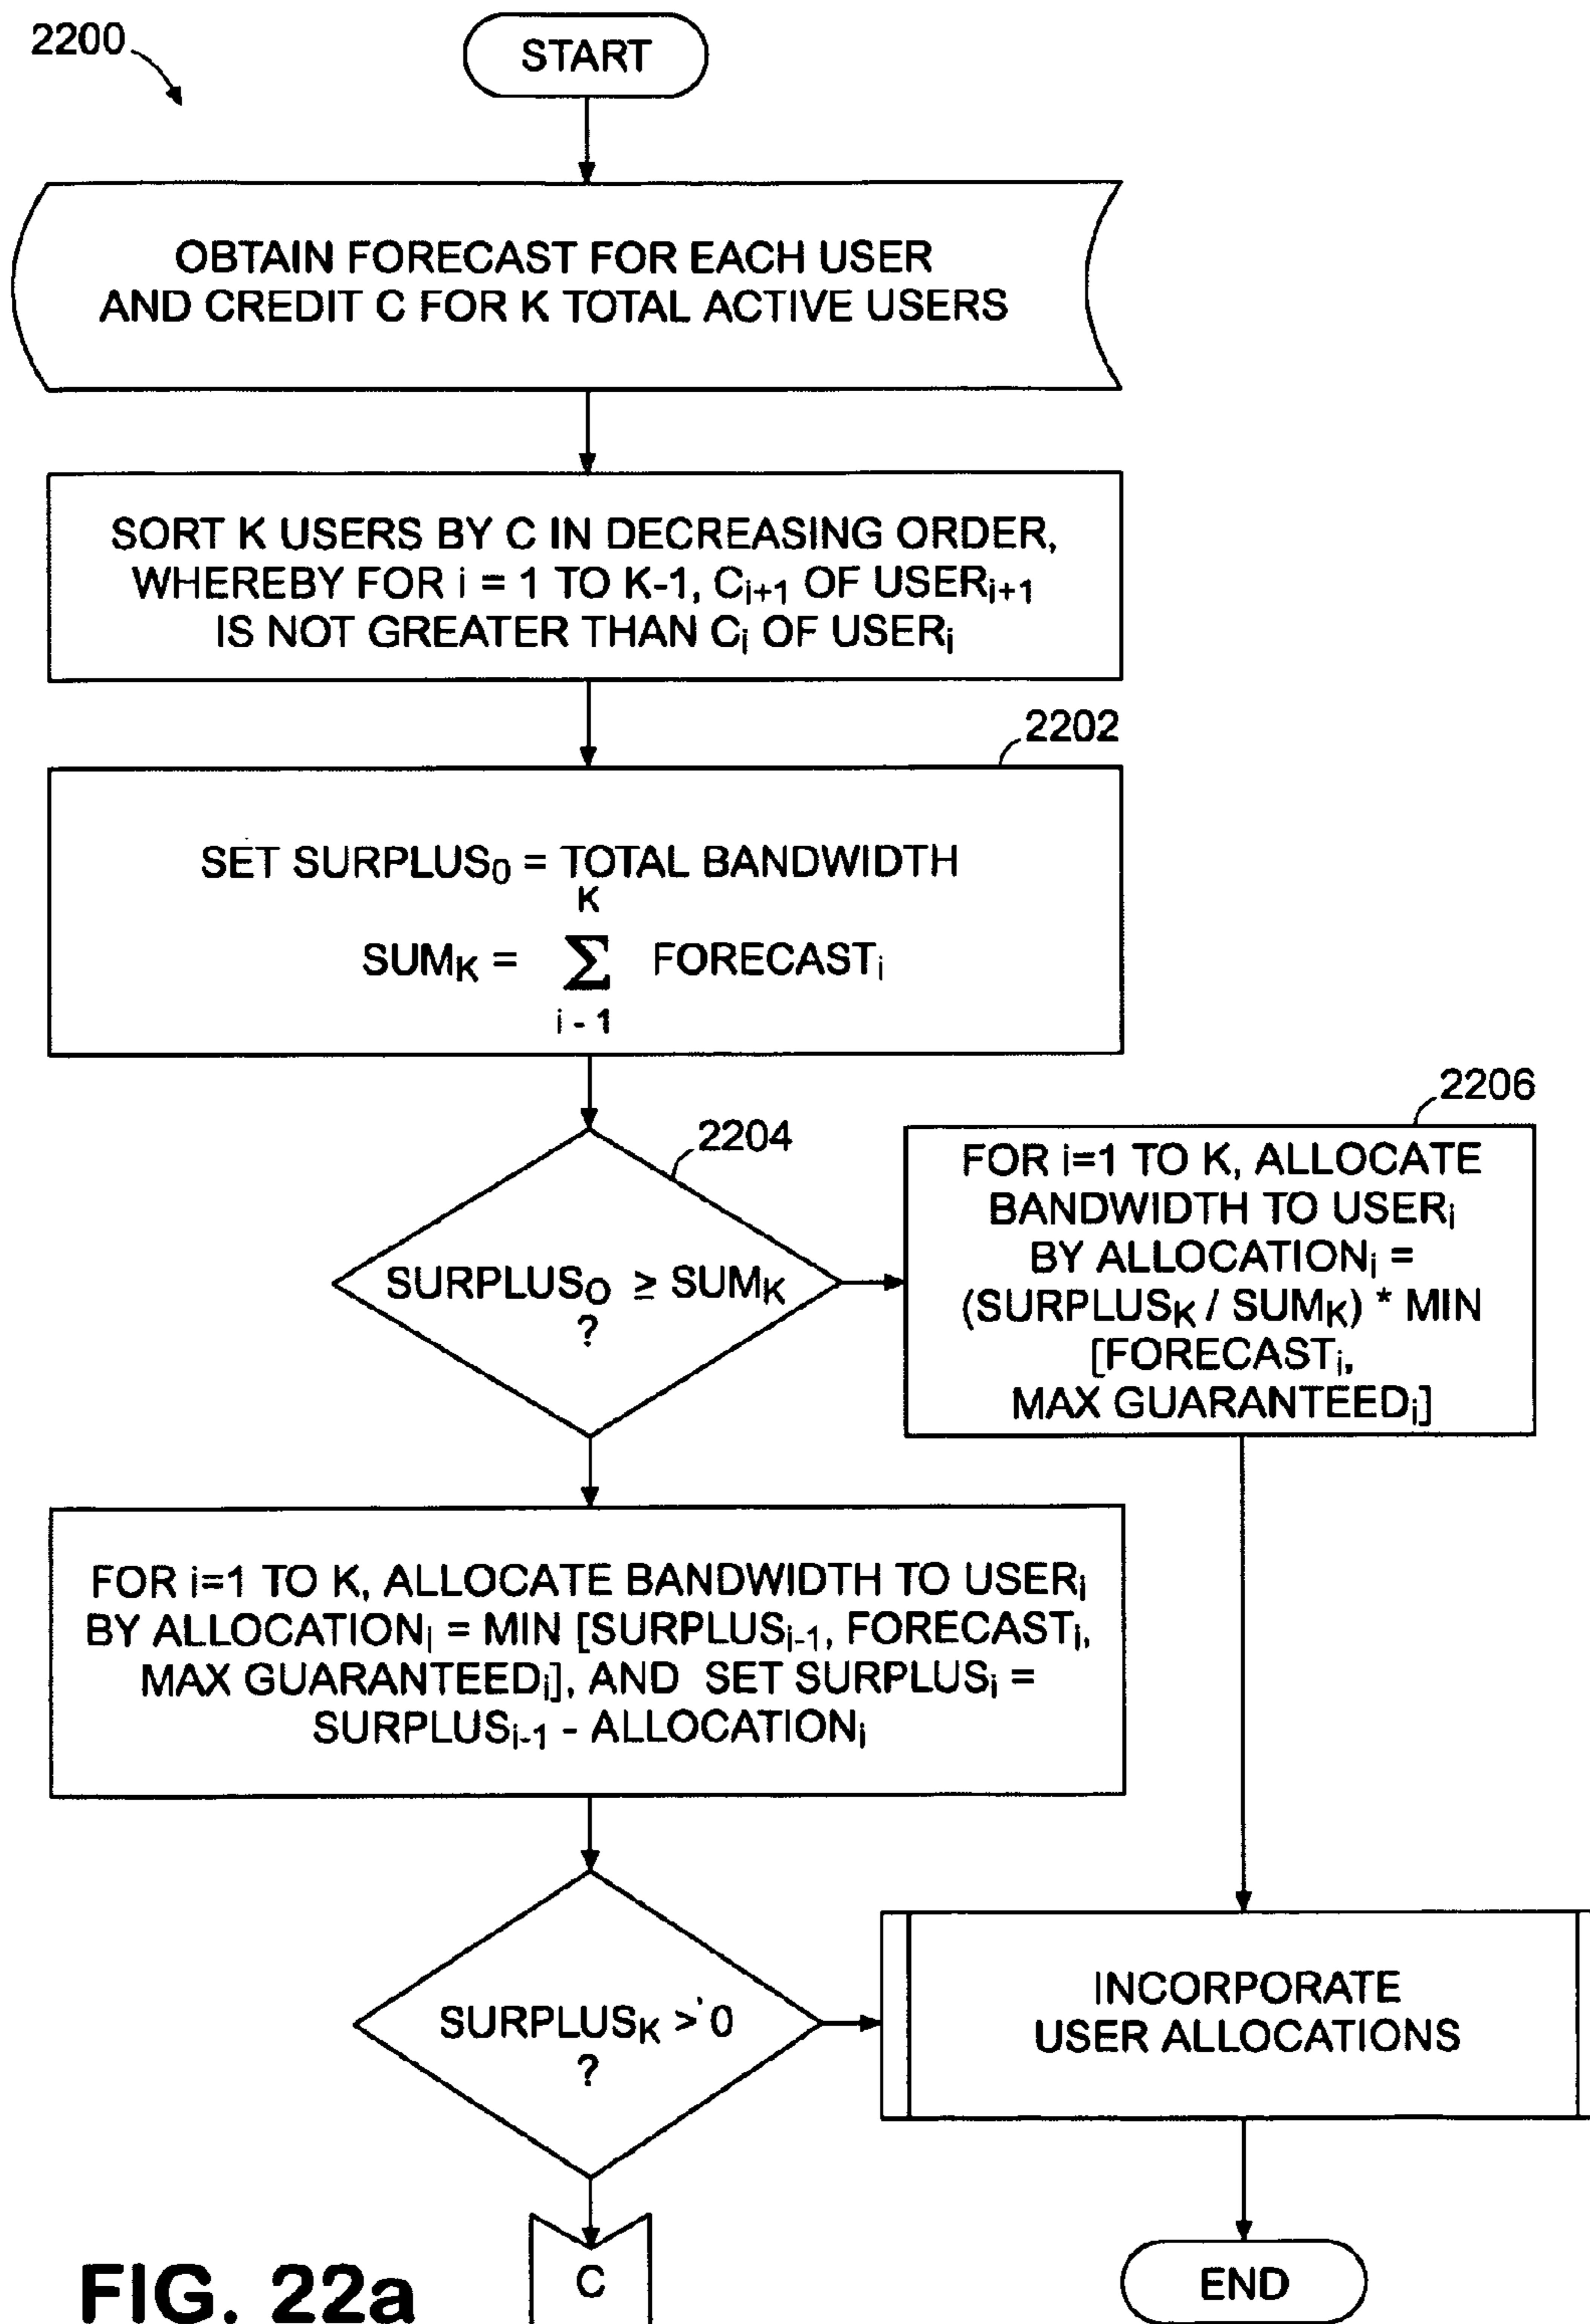 2200
START
OBTAIN FORECAST FOR EACH USER
AND CREDIT C FOR K TOTAL ACTIVE USERS
SORT K USERS BY C IN DECREASING ORDER,
WHEREBY FOR i = 1 TO K-1, Cᵢ₊₁ OF USERᵢ₊₁
IS NOT GREATER THAN Cᵢ OF USERᵢ
2202
SET SURPLUS₀ = TOTAL BANDWIDTH
K
SUMK = Σ FORECASTᵢ
i - 1
2204
SURPLUSO ≥ SUMK
?
2206
FOR i=1 TO K, ALLOCATE
BANDWIDTH TO USERᵢ
BY ALLOCATIONᵢ =
(SURPLUSK / SUMK) * MIN
[FORECASTᵢ,
MAX GUARANTEEDᵢ]
FOR i=1 TO K, ALLOCATE BANDWIDTH TO USERᵢ
BY ALLOCATIONᵢ = MIN [SURPLUSᵢ₋₁, FORECASTᵢ,
MAX GUARANTEEDᵢ], AND SET SURPLUSᵢ =
SURPLUSᵢ₋₁ - ALLOCATIONᵢ
SURPLUSK > 0
?
INCORPORATE
USER ALLOCATIONS
C
END
FIG. 22a